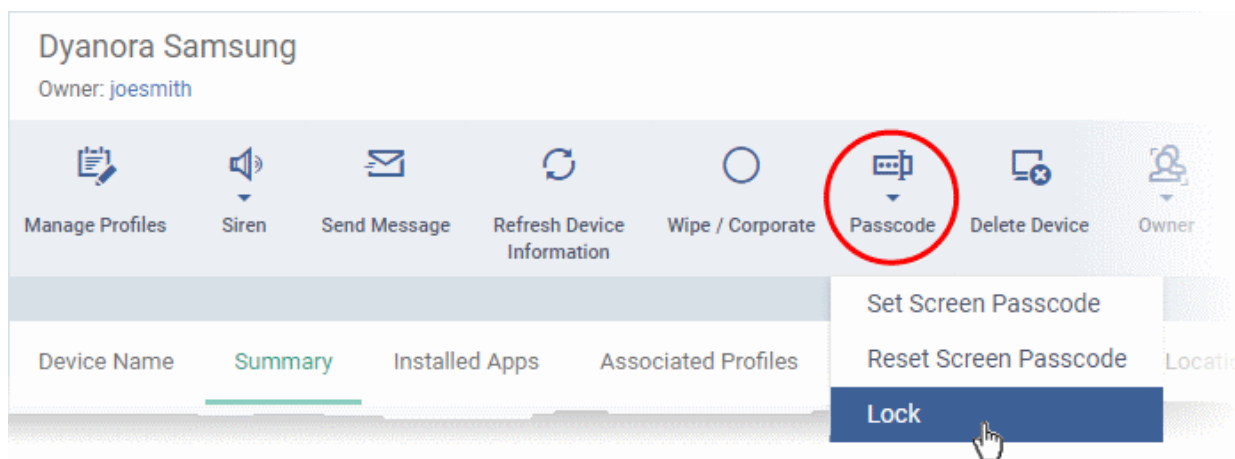 Dyanora Samsung
Owner: joesmith
Manage Profiles
Siren
Send Message
Refresh Device
Information
Wipe / Corporate
Passcode
Delete Device
Owner
Set Screen Passcode
Reset Screen Passcode
Lock
Device Name
Summary
Installed Apps
Associated Profiles